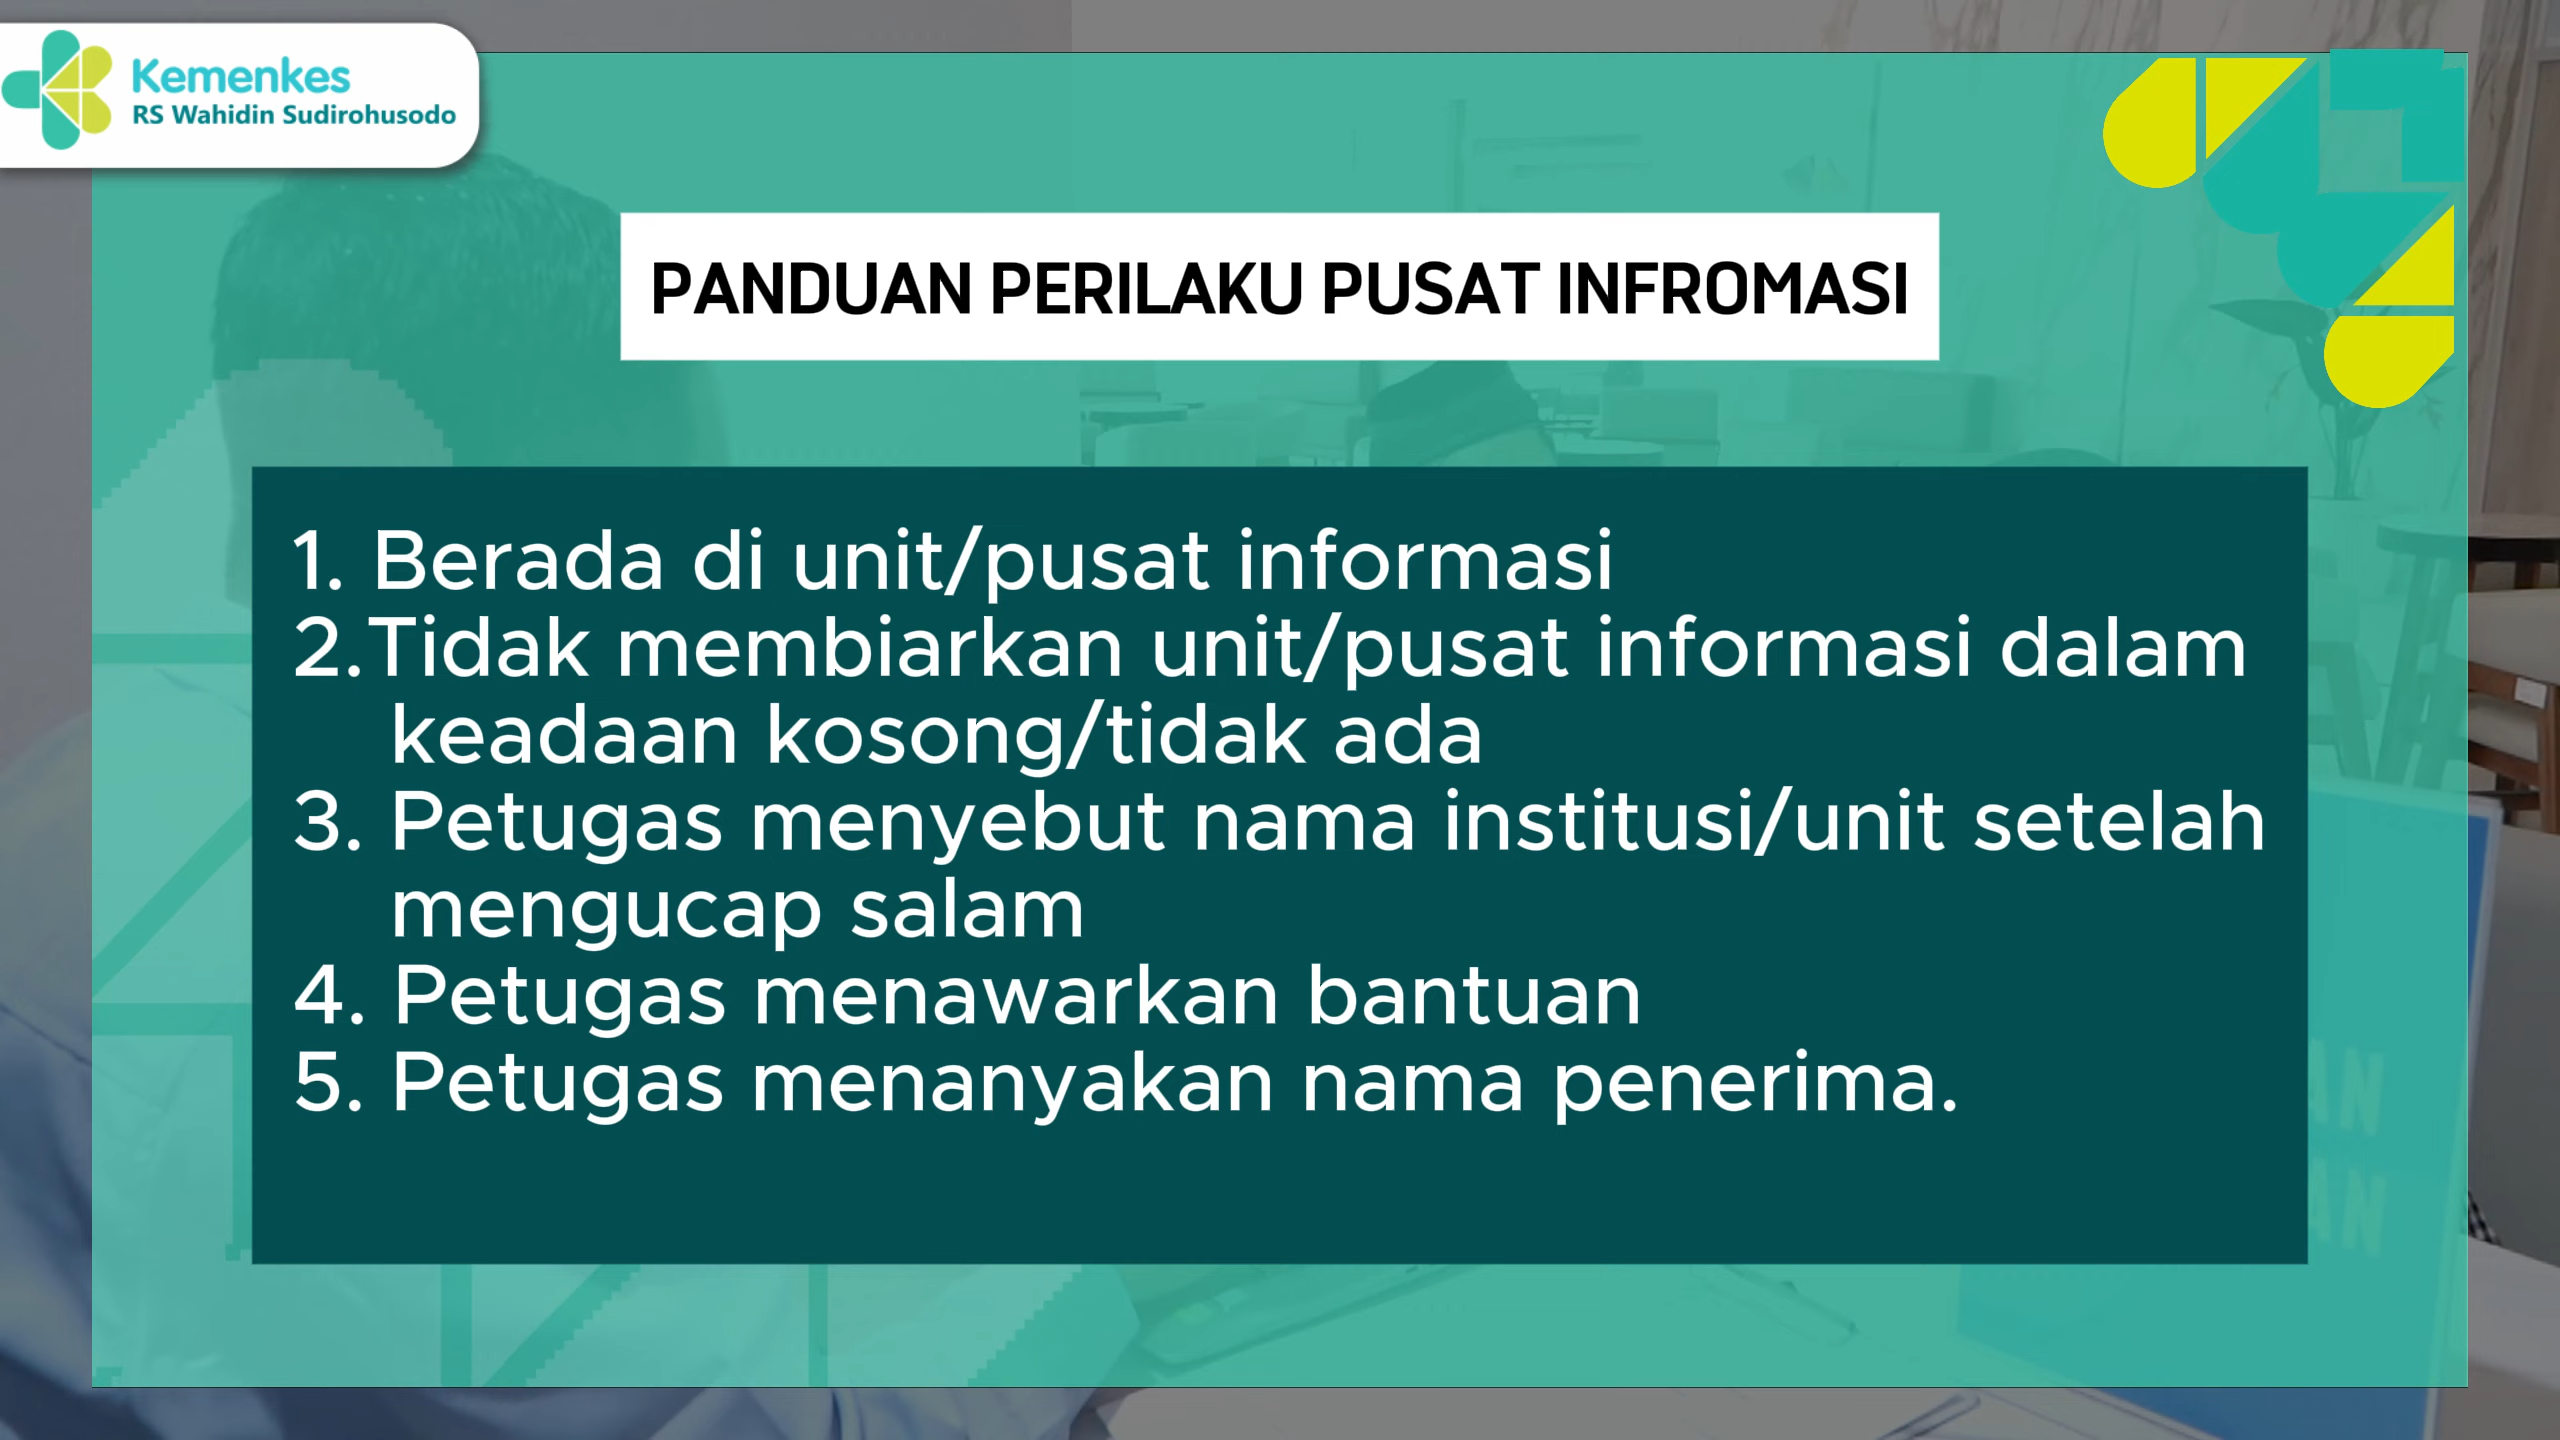 Kemenkes
RS Wahidin Sudirohusodo
PANDUAN PERILAKU PUSAT INFROMASI
1. Berada di unit/pusat informasi
2.Tidak membiarkan unit/pusat informasi dalam
keadaan kosong/tidak ada
3. Petugas menyebut nama institusi/unit setelah
mengucap salam
4. Petugas menawarkan bantuan
5. Petugas menanyakan nama penerima.